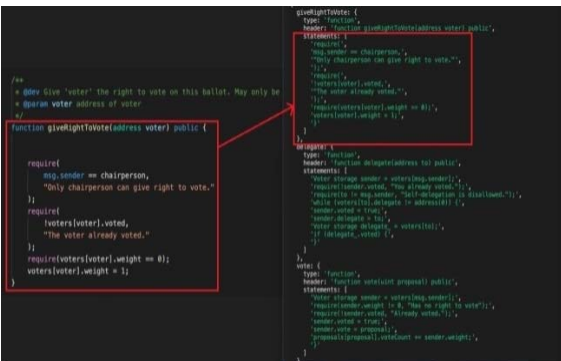 /**
* @dev Give 'voter' the right to vote on this ballot. May only be
* @param voter address of voter
*/
function giveRightToVote(address voter) public {
require(
msg.sender == chairperson,
"Only chairperson can give right to vote."
);
require(
!voters[voter].voted,
"The voter already voted."
);
require(voters[voter].weight == 0);
voters[voter].weight = 1;
giveRightToVote: {
type: 'function',
header: 'function giveRightToVote(address voter) public',
statements: [
'require(',
'msg.sender == chairperson,',
'"Only chairperson can give right to vote."',
');',
'require(',
'!voters[voter].voted,',
'"The voter already voted."',
');',
'require(voters[voter].weight == 0);',
'voters[voter].weight = 1;',
'}'
]
},
delegate: {
type: 'function',
header: 'function delegate(address to) public',
statements: [
'Voter storage sender = voters[msg.sender];',
'require(!sender.voted, "You already voted.");',
'require(to != msg.sender, "Self-delegation is disallowed.");',
'while (voters[to].delegate != address(0)) {',
'sender.voted = true;',
'sender.delegate = to;',
'Voter storage delegate_ = voters[to];',
'if (delegate_.voted) {',
'}'
]
},
vote: {
type: 'function',
header: 'function vote(uint proposal) public',
statements: [
'Voter storage sender = voters[msg.sender];',
'require(sender.weight != 0, "Has no right to vote");',
'require(!sender.voted, "Already voted.");',
'sender.voted = true;',
'sender.vote = proposal;',
'proposals[proposal].voteCount += sender.weight;',
'}'
]